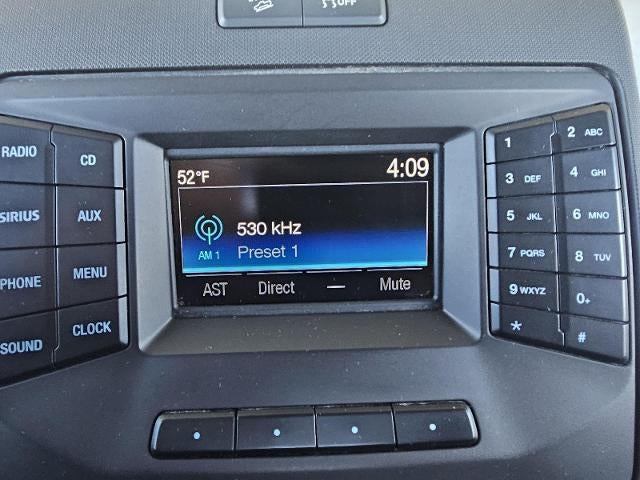 OFF
RADIO
CD
SIRIUS
AUX
PHONE
MENU
SOUND
CLOCK
52°F
4:09
530 kHz
AM 1
Preset 1
AST
Direct
Mute
1
2 ABC
3 DEF
4 GHI
5 JKL
6 MNO
7 PQRS
8 TUV
9 WXYZ
0+
*
#